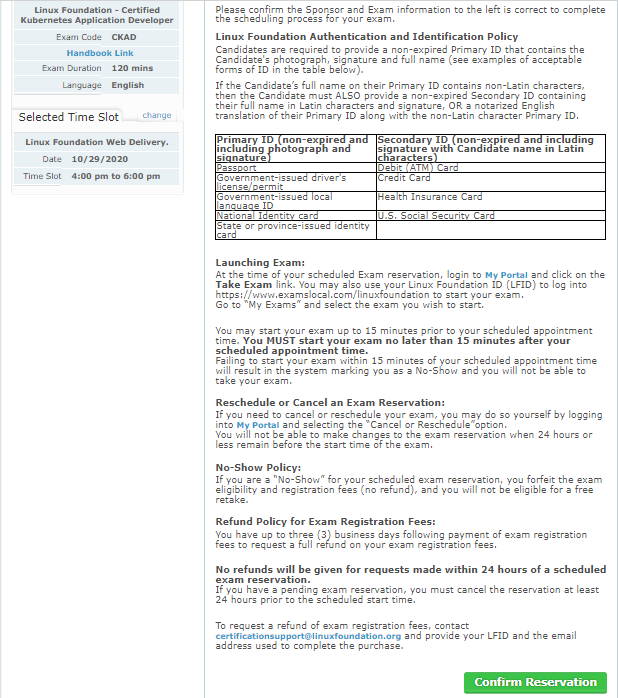 Linux Foundation - Certified
Kubernetes Application Developer
Exam Code CKAD
Handbook Link
Exam Duration 120 mins
Language English
Selected Time Slot change
Linux Foundation Web Delivery.
Date 10/29/2020
Time Slot 4:00 pm to 6:00 pm
Please confirm the Sponsor and Exam information to the left is correct to complete
the scheduling process for your exam.
Linux Foundation Authentication and Identification Policy
Candidates are required to provide a non-expired Primary ID that contains the
Candidate's photograph, signature and full name (see examples of acceptable
forms of ID in the table below).
If the Candidate's full name on their Primary ID contains non-Latin characters,
then the Candidate must ALSO provide a non-expired Secondary ID containing
their full name in Latin characters and signature, OR a notarized English
translation of their Primary ID along with the non-Latin character Primary ID.
Primary ID (non-expired and
including photograph and
signature)
Secondary ID (non-expired and including
signature with Candidate name in Latin
characters)
Passport
Debit (ATM) Card
Government-issued driver's
license/permit
Credit Card
Government-issued local
language ID
Health Insurance Card
National Identity card
U.S. Social Security Card
State or province-issued identity
card
Launching Exam:
At the time of your scheduled Exam reservation, login to My Portal and click on the
Take Exam link. You may also use your Linux Foundation ID (LFID) to log into
https://www.examslocal.com/linuxfoundation to start your exam.
Go to "My Exams" and select the exam you wish to start.
You may start your exam up to 15 minutes prior to your scheduled appointment
time. You MUST start your exam no later than 15 minutes after your
scheduled appointment time.
Failing to start your exam within 15 minutes of your scheduled appointment time
will result in the system marking you as a No-Show and you will not be able to
take your exam.
Reschedule or Cancel an Exam Reservation:
If you need to cancel or reschedule your exam, you may do so yourself by logging
into My Portal and selecting the "Cancel or Reschedule"option.
You will not be able to make changes to the exam reservation when 24 hours or
less remain before the start time of the exam.
No-Show Policy:
If you are a "No-Show" for your scheduled exam reservation, you forfeit the exam
eligibility and registration fees (no refund), and you will not be eligible for a free
retake.
Refund Policy for Exam Registration Fees:
You have up to three (3) business days following payment of exam registration
fees to request a full refund on your exam registration fees.
No refunds will be given for requests made within 24 hours of a scheduled
exam reservation.
If you have a pending exam reservation, you must cancel the reservation at least
24 hours prior to the scheduled start time.
To request a refund of exam registration fees, contact
certificationsupport@linuxfoundation.org and provide your LFID and the email
address used to complete the purchase.
Confirm Reservation